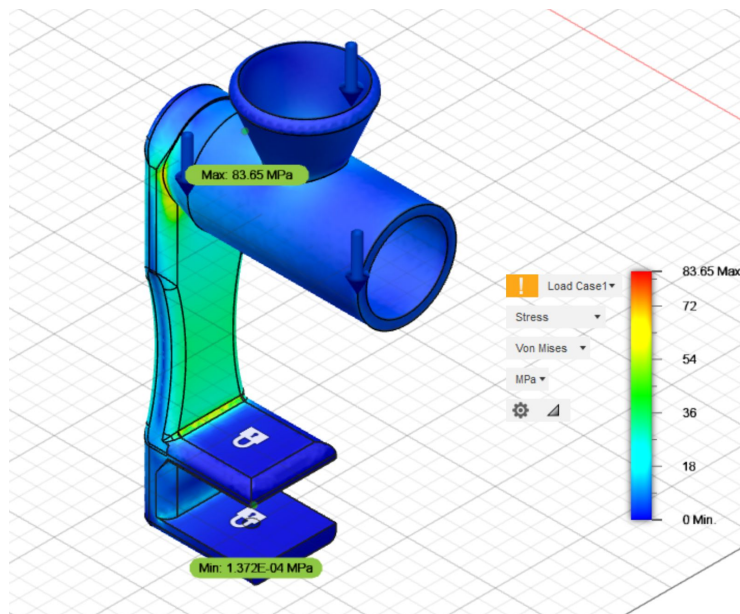 Max: 83.65 MPa
! Load Case1
Stress
Von Mises
MPa
83.65 Max
72
54
36
18
0 Min.
Min: 1.372E-04 MPa